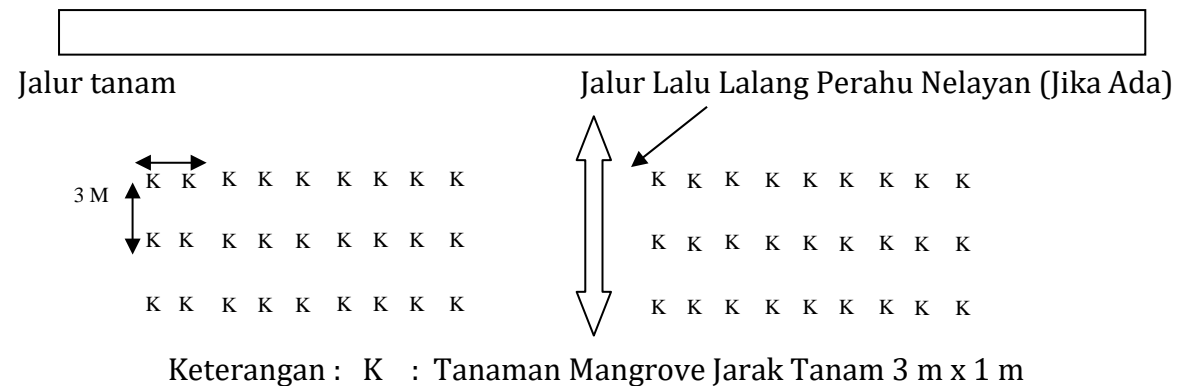 Jalur tanam Jalur Lalu Lalang Perahu Nelayan (Jika Ada)
K K K K K K K K K K K K K K K K K K
3 M
K K K K K K K K K K K K K K K K K K
K K K K K K K K K K K K K K K K K K
Keterangan : K : Tanaman Mangrove Jarak Tanam 3 m x 1 m